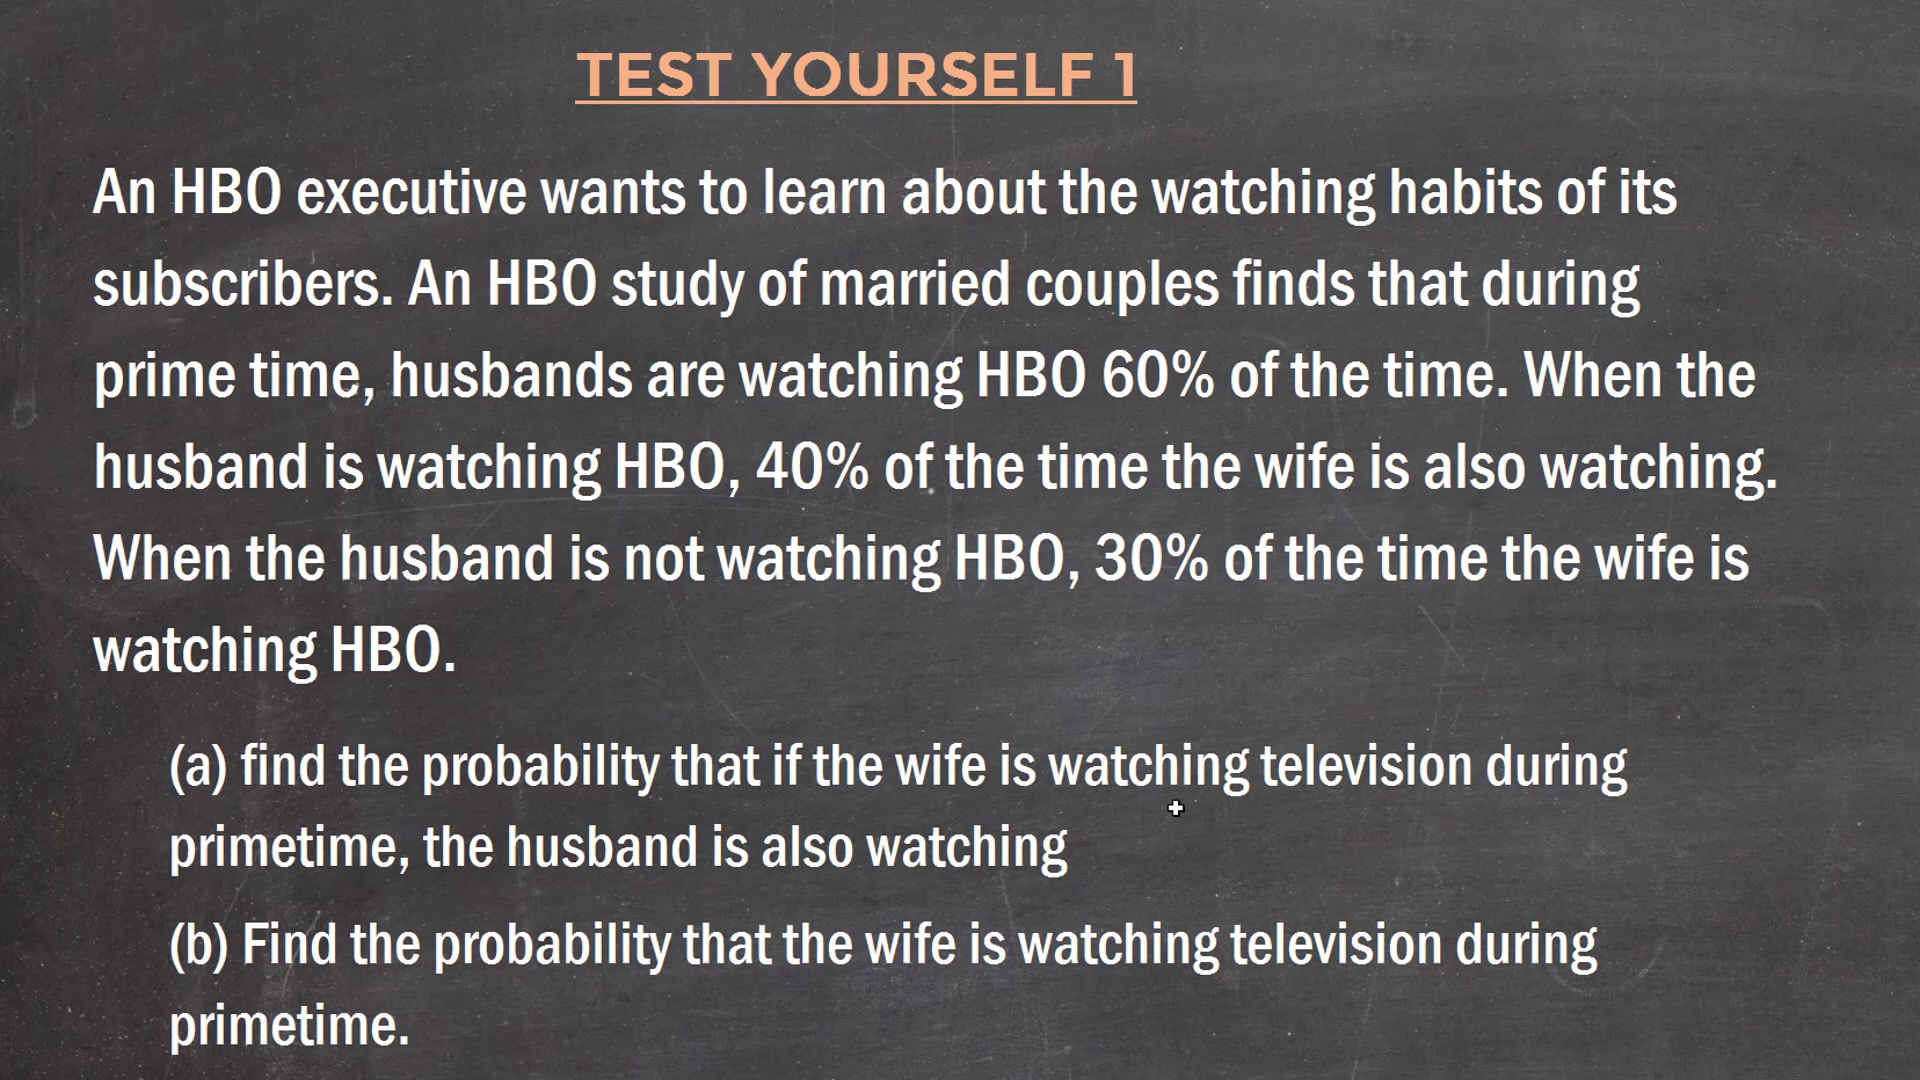 TEST YOURSELF 1
An HBO executive wants to learn about the watching habits of its
subscribers. An HBO study of married couples finds that during
prime time, husbands are watching HBO 60% of the time. When the
husband is watching HBO, 40% of the time the wife is also watching.
When the husband is not watching HBO, 30% of the time the wife is
watching HBO.
(a) find the probability that if the wife is watching television during
primetime, the husband is also watching
(b) Find the probability that the wife is watching television during
primetime.